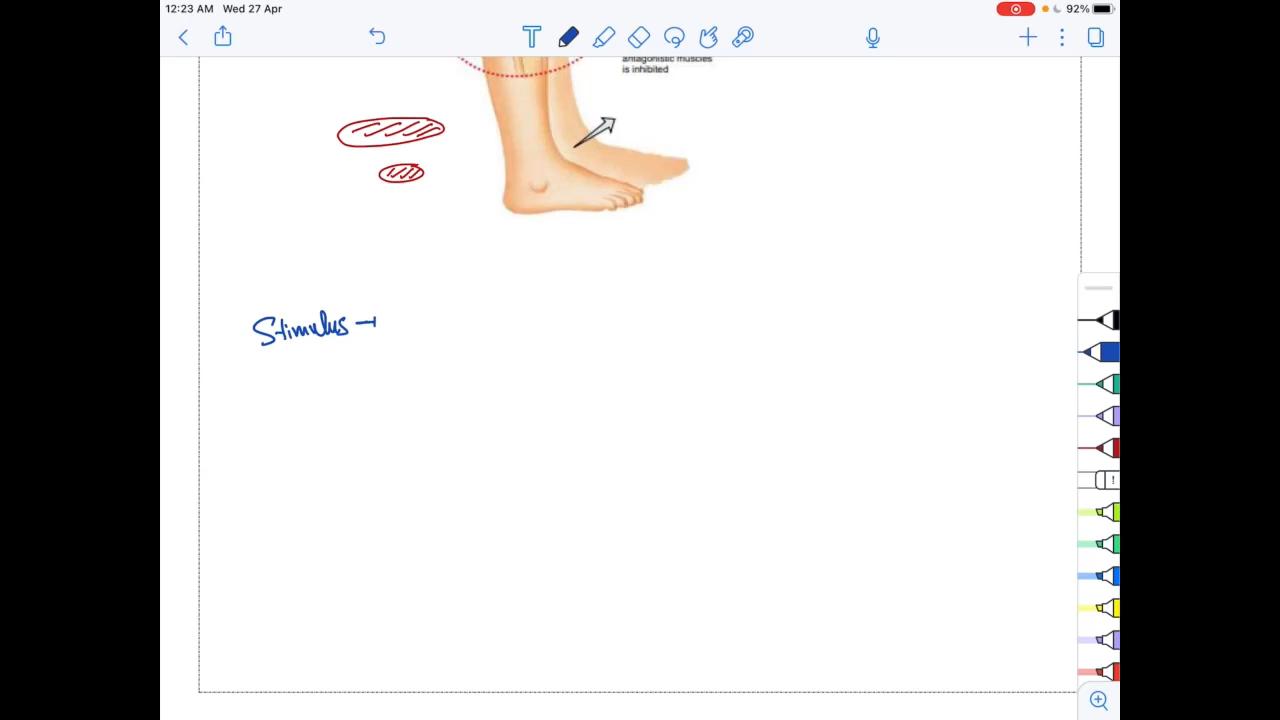 12:23 AM Wed 27 Apr
92%
antagonistic muscles
is inhibited
Stimulus →